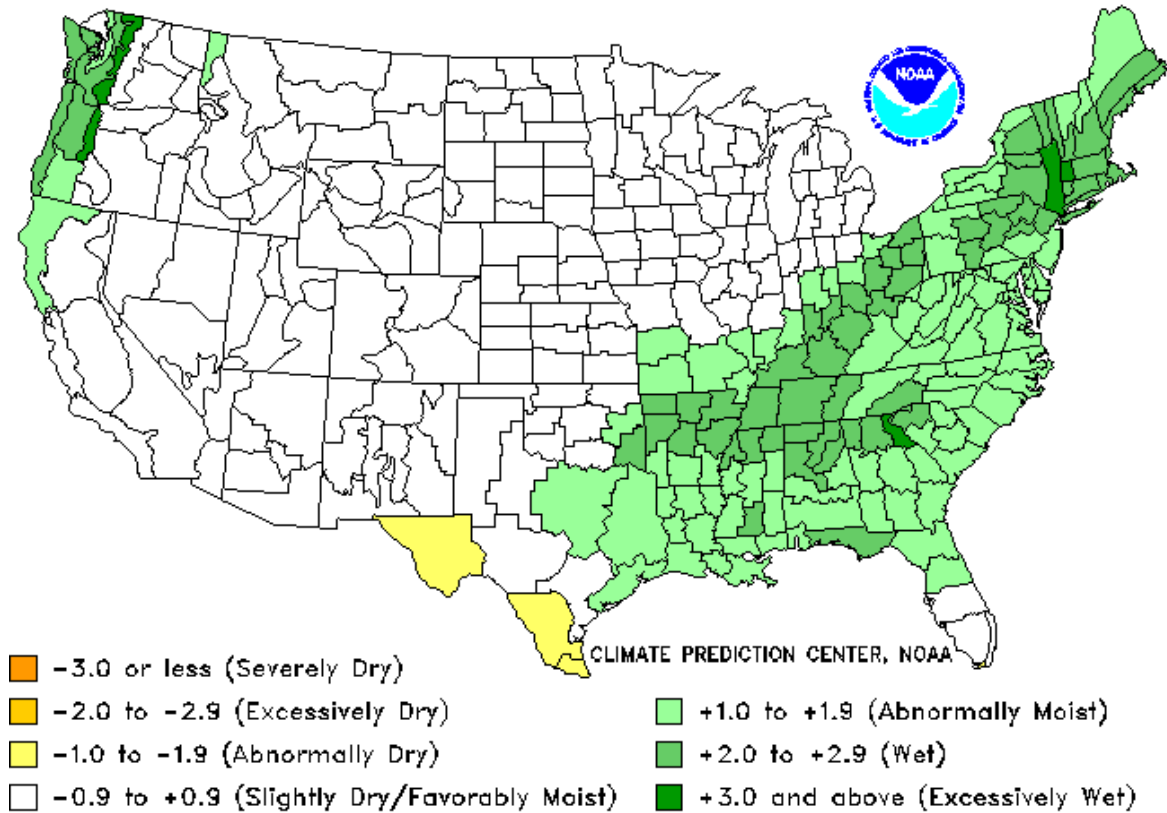 NOAA
CLIMATE PREDICTION CENTER, NOAA
-3.0 or less (Severely Dry)
-2.0 to -2.9 (Excessively Dry)
-1.0 to -1.9 (Abnormally Dry)
-0.9 to +0.9 (Slightly Dry/Favorably Moist)
+1.0 to +1.9 (Abnormally Moist)
+2.0 to +2.9 (Wet)
+3.0 and above (Excessively Wet)